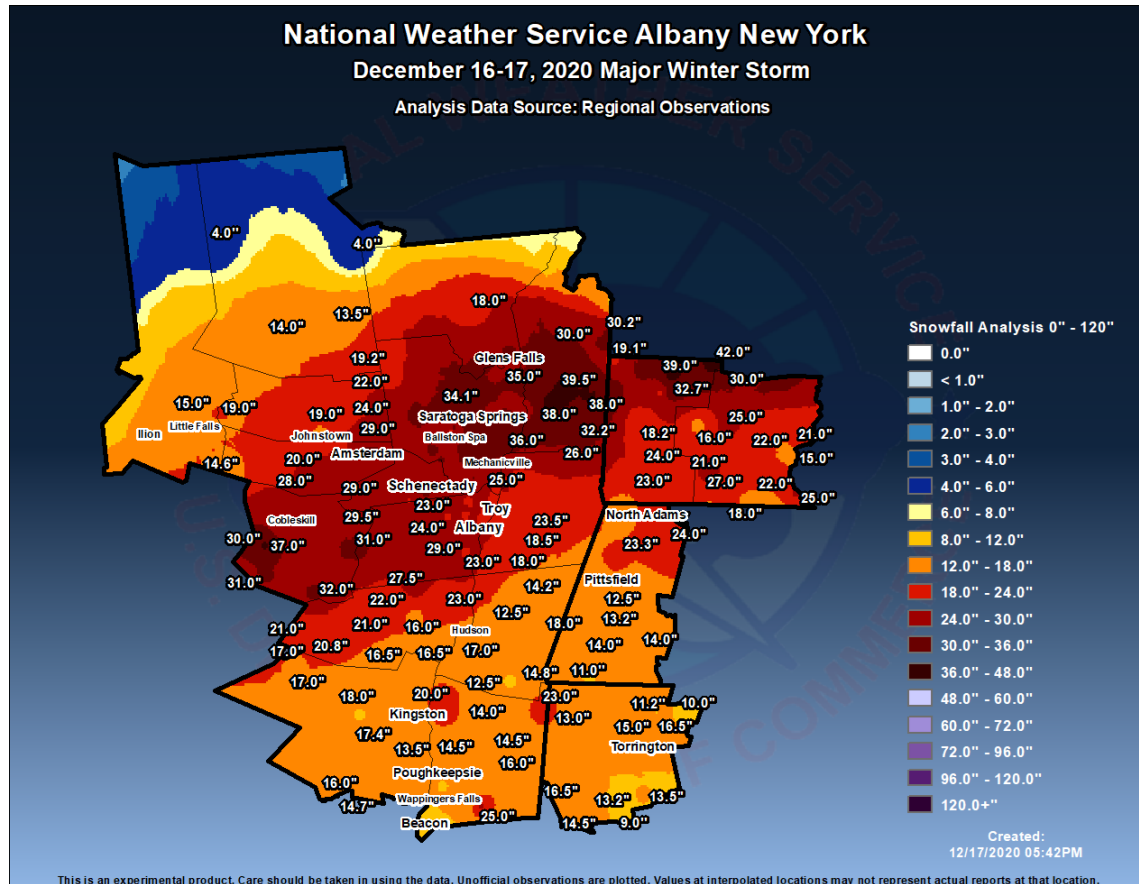 National Weather Service Albany New York
December 16-17, 2020 Major Winter Storm
Analysis Data Source: Regional Observations
4.0"
4.0"
18.0"
13.5"
14.0"
30.0"
30.2"
19.1"
42.0"
Glens Falls
19.2"
39.0"
35.0"
39.5"
22.0"
30.0"
32.7"
34.1"
15.0"
19.0"
24.0"
38.0"
19.0"
38.0"
25.0"
Saratoga Springs
Little Falls
29.0"
32.2"
Ilion
Johnstown
Ballston Spa
36.0"
18.2"
16.0"
22.0"
21.0"
Amsterdam
26.0"
24.0"
15.0"
14.6"
20.0"
Mechanicville
21.0"
28.0"
25.0"
23.0"
27.0"
22.0"
29.0"
Schenectady
25.0"
23.0"
Troy
18.0"
29.5"
North Adams
Cobleskill
24.0"
Albany
23.5"
24.0"
30.0"
37.0"
31.0"
29.0"
18.5"
23.3"
23.0"
18.0"
31.0"
32.0"
27.5"
14.2"
Pittsfield
22.0"
23.0"
12.5"
12.5"
21.0"
21.0"
16.0"
Hudson
18.0"
13.2"
17.0"
20.8"
16.5"
16.5"
17.0"
14.0"
14.0"
14.8"
11.0"
17.0"
12.5"
18.0"
20.0"
23.0"
11.2"
10.0"
Kingston
14.0"
13.0"
15.0"
16.5"
17.4"
13.5"
14.5"
14.5"
Torrington
16.0"
Poughkeepsie
16.0"
16.5"
14.7"
Wappingers Falls
13.2"
13.5"
Beacon
25.0"
14.5"
9.0"
Snowfall Analysis 0" - 120"
0.0"
< 1.0"
1.0" - 2.0"
2.0" - 3.0"
3.0" - 4.0"
4.0" - 6.0"
6.0" - 8.0"
8.0" - 12.0"
12.0" - 18.0"
18.0" - 24.0"
24.0" - 30.0"
30.0" - 36.0"
36.0" - 48.0"
48.0" - 60.0"
60.0" - 72.0"
72.0" - 96.0"
96.0" - 120.0"
120.0+"
Created:
12/17/2020 05:42PM
This is an experimental product. Care should be taken in using the data. Unofficial observations are plotted. Values at interpolated locations may not represent actual reports at that location.